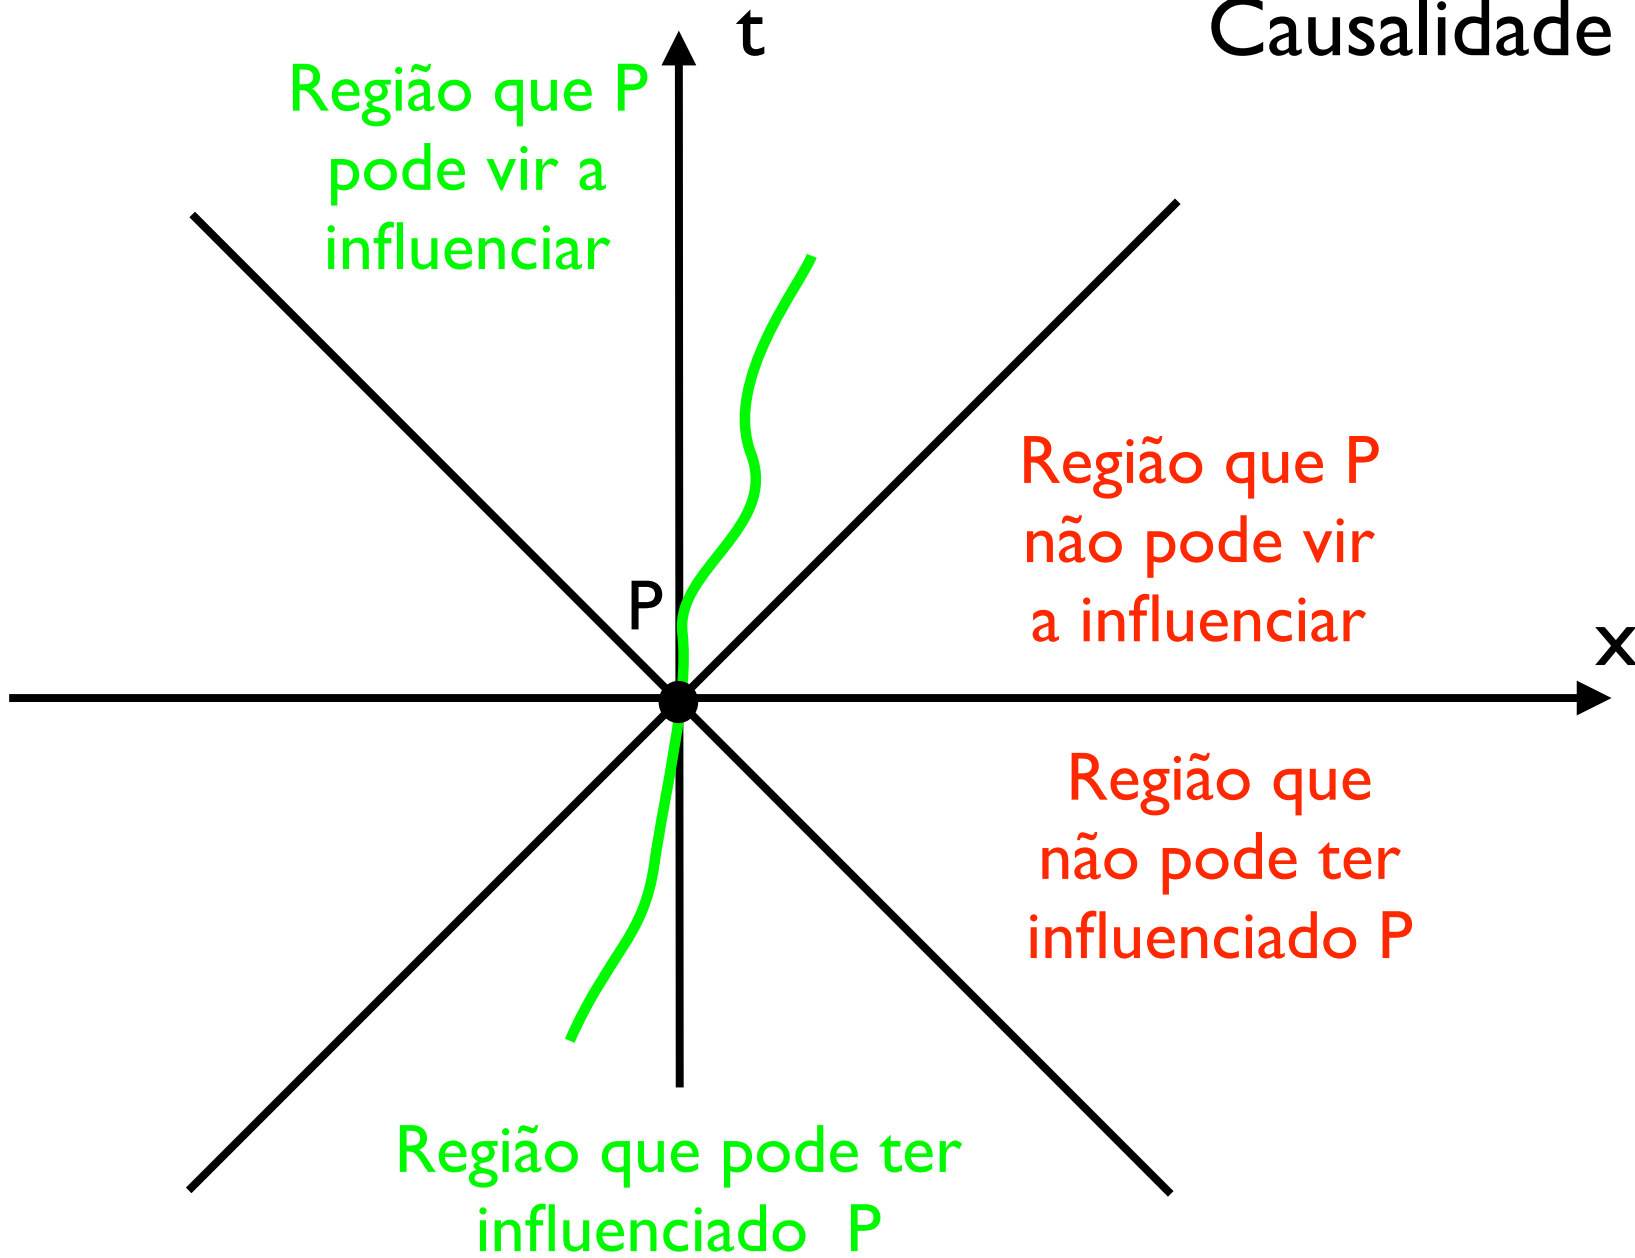 Causalidade
t
Região que P
pode vir a
influenciar
Região que P
não pode vir
a influenciar
P
x
Região que
não pode ter
influenciado P
Região que pode ter
influenciado P